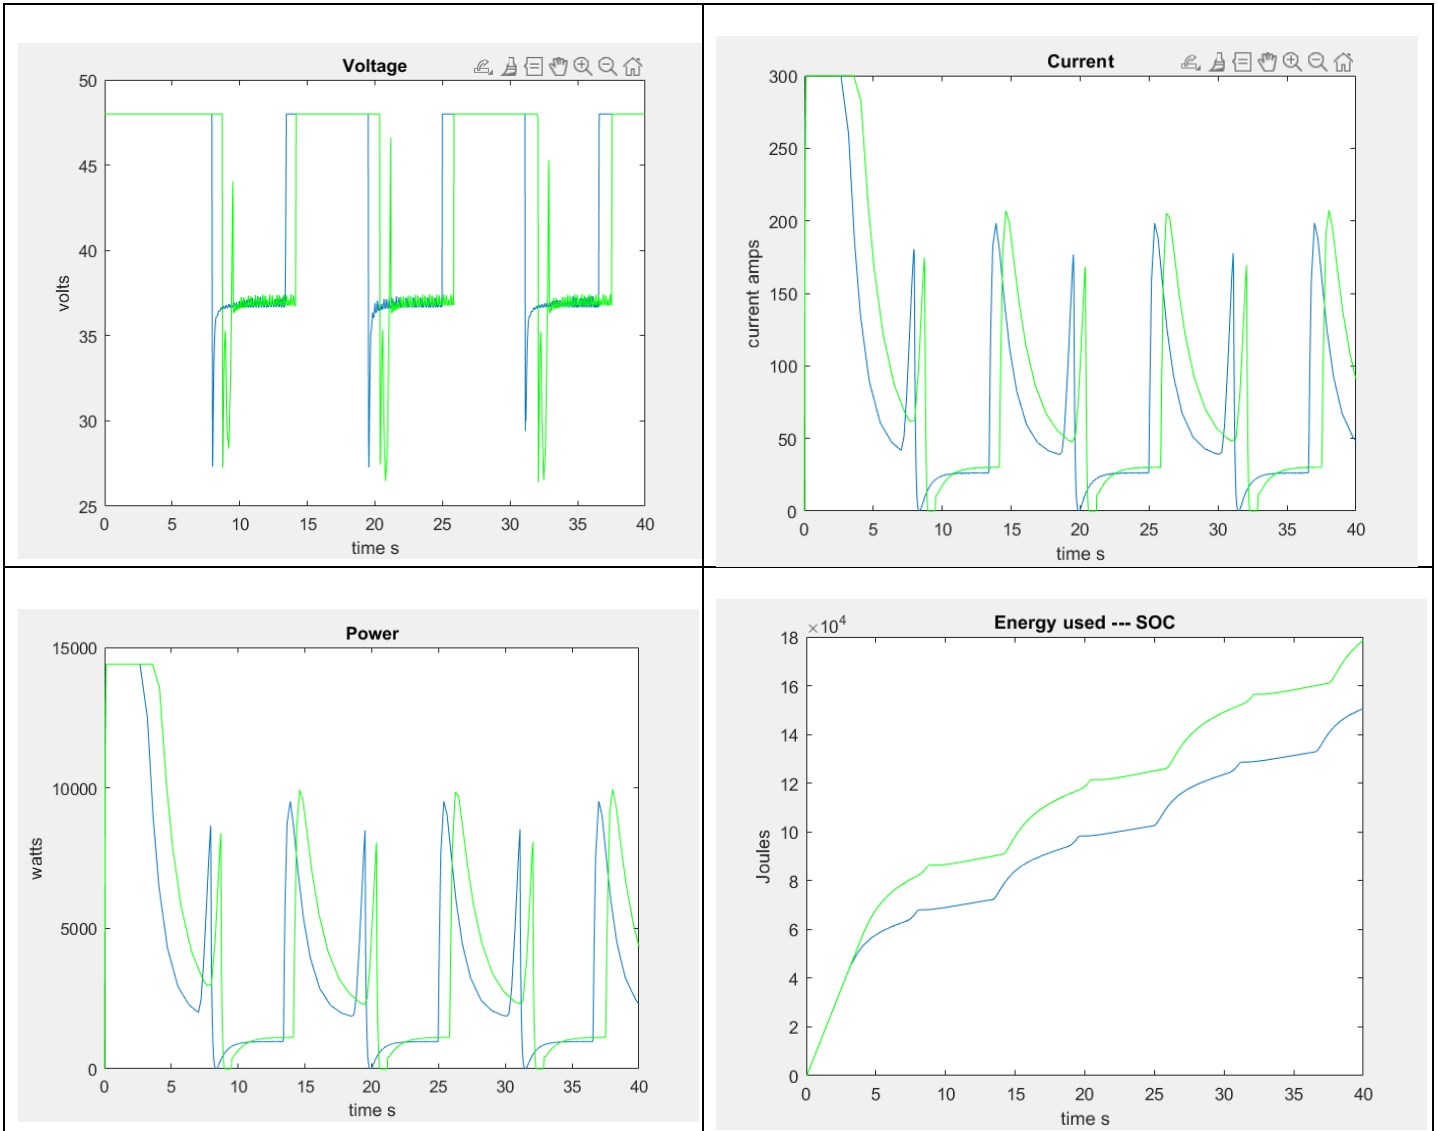 Voltage
50
45
40
35
30
25
volts
0 5 10 15 20 25 30 35 40
time s
Current
300
250
200
150
100
50
0
current amps
0 5 10 15 20 25 30 35 40
time s
Power
15000
10000
5000
0
watts
0 5 10 15 20 25 30 35 40
time s
Energy used --- SOC
×10⁴
18
16
14
12
10
8
6
4
2
0
Joules
0 5 10 15 20 25 30 35 40
time s